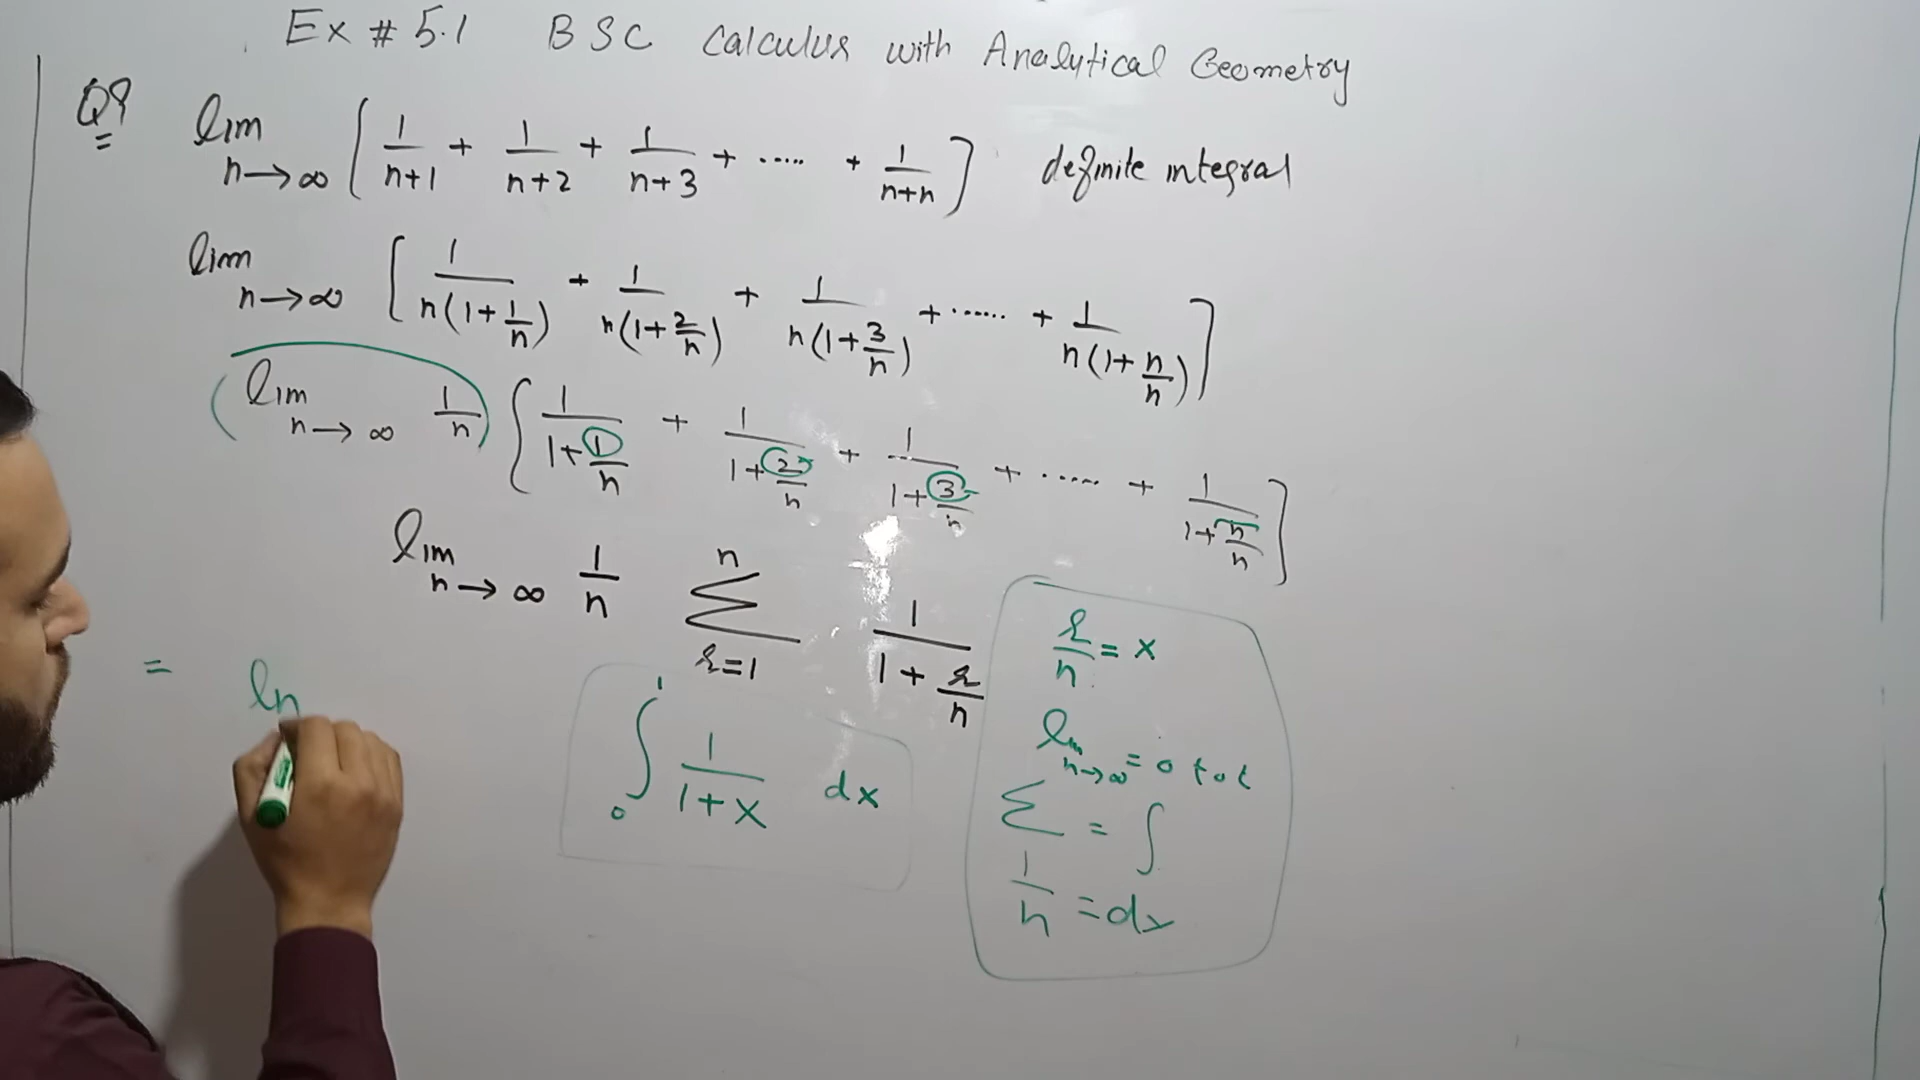 Ex # 5.1 BSC Calculus with Analytical Geometry
Q9 lim n→∞ [ 1/(n+1) + 1/(n+2) + 1/(n+3) + ..... + 1/(n+n) ] definite integral
lim n→∞ [ 1/(n(1+1/n)) + 1/(n(1+2/n)) + 1/(n(1+3/n)) + ...... + 1/(n(1+n/n)) ]
lim n→∞ 1/n [ 1/(1+1/n) + 1/(1+2/n) + 1/(1+3/n) + ..... + 1/(1+n/n) ]
lim n→∞ 1/n Σ r=1 n 1/(1+r/n)
= ln
∫ 0 1 1/(1+x) dx
r/n = x
lim n→∞ = 0 to 1
Σ = ∫
1/n = dx